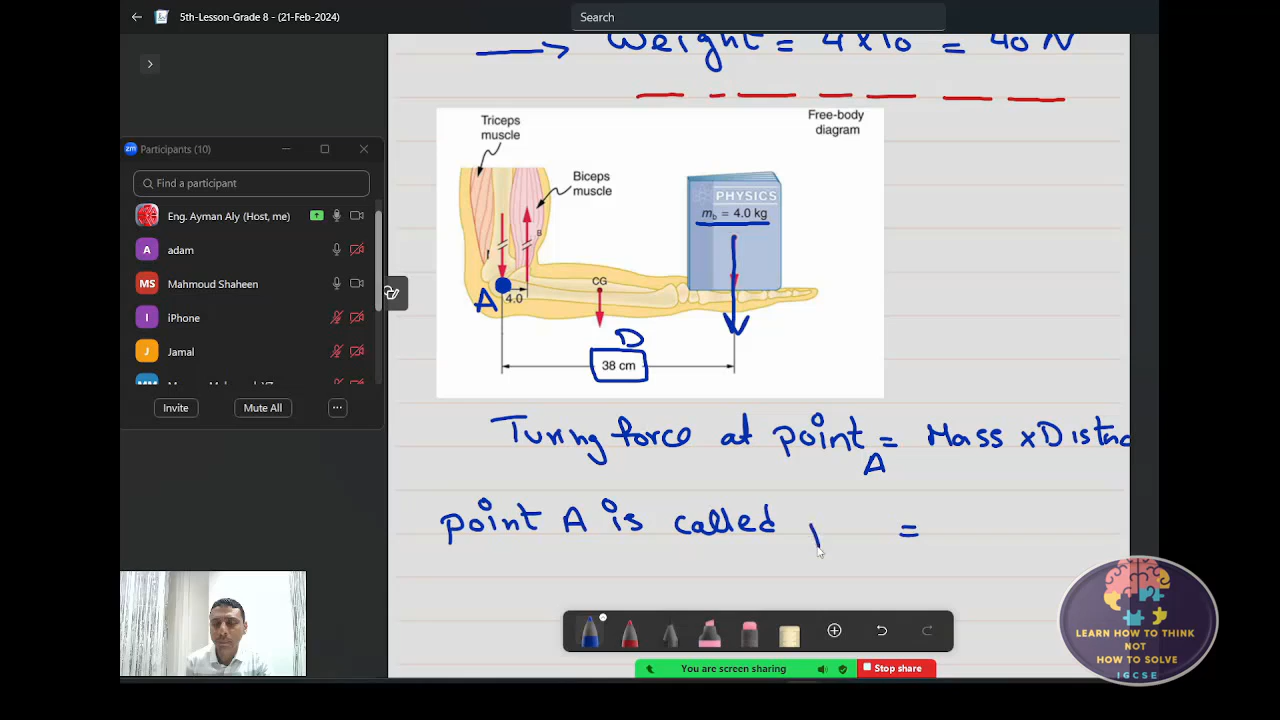 5th-Lesson-Grade 8 - (21-Feb-2024)
Search
Weight = 4 x 10 = 40 N
Participants (10)
Find a participant
Eng. Ayman Aly (Host, me)
A adam
MS Mahmoud Shaheen
I iPhone
J Jamal
Invite
Mute All
...
Triceps
muscle
Biceps
muscle
Free-body
diagram
PHYSICS
m_b = 4.0 kg
B
CG
A
4.0
D
38 cm
Turing force at point A = Mass x Distnc
point A is called =
You are screen sharing
Stop share
LEARN HOW TO THINK
NOT
HOW TO SOLVE
IGCSE